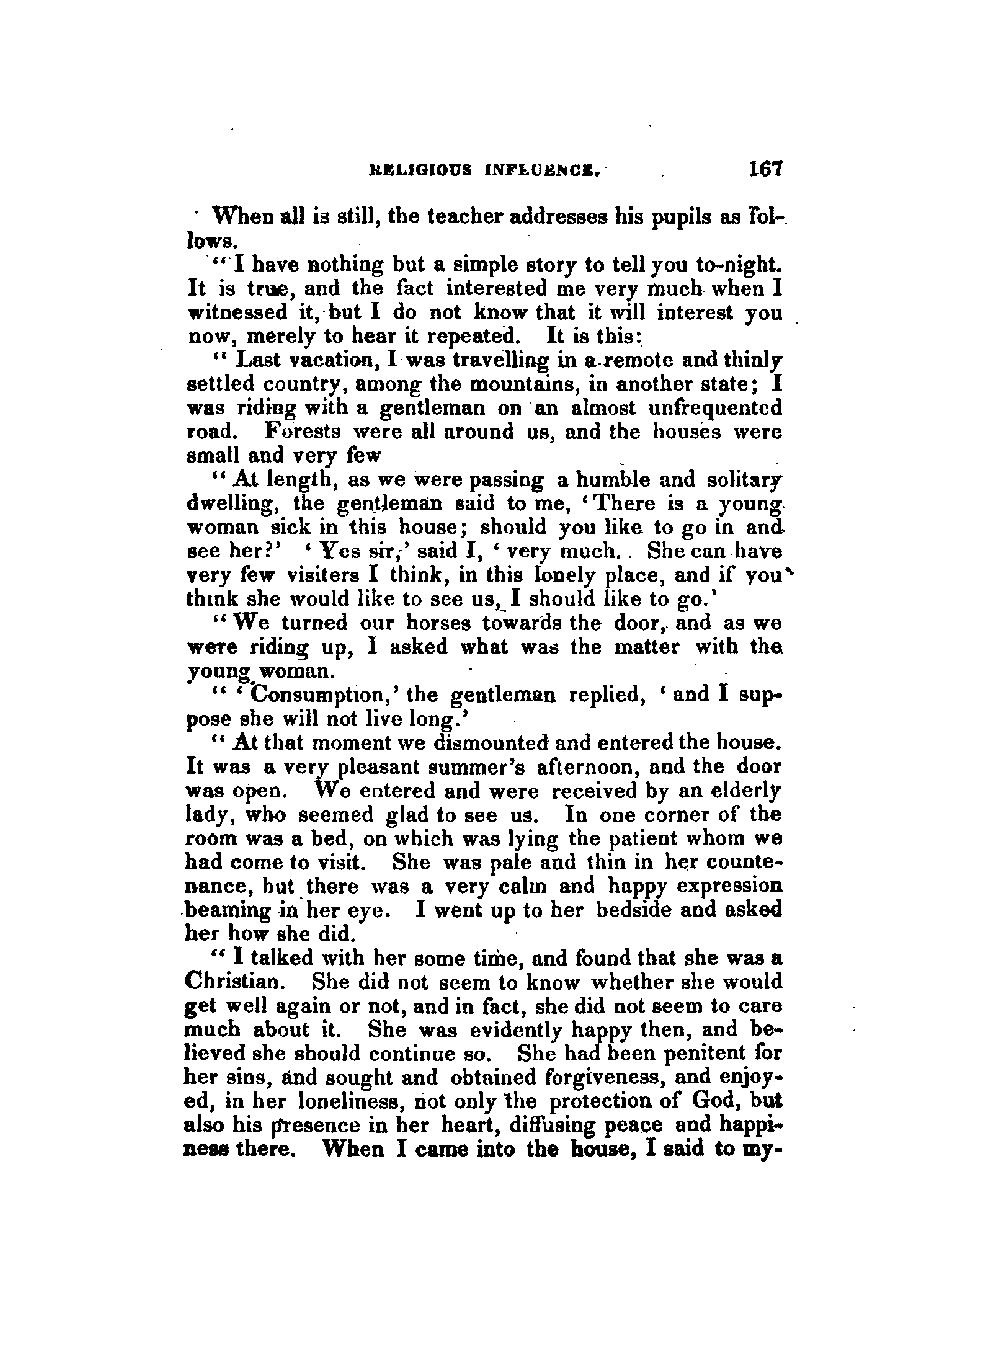 RELIGIOUS INFLUENCE. 167
When all is still, the teacher addresses his pupils as fol-
lows.
“ I have nothing but a simple story to tell you to-night.
It is true, and the fact interested me very much when I
witnessed it, but I do not know that it will interest you
now, merely to hear it repeated. It is this:
“ Last vacation, I was travelling in a remote and thinly
settled country, among the mountains, in another state; I
was riding with a gentleman on an almost unfrequented
road. Forests were all around us, and the houses were
small and very few
“ At length, as we were passing a humble and solitary
dwelling, the gentleman said to me, ‘ There is a young
woman sick in this house; should you like to go in and
see her?’ ‘ Yes sir,’ said I, ‘ very much. She can have
very few visiters I think, in this lonely place, and if you
think she would like to see us, I should like to go.’
“ We turned our horses towards the door, and as we
were riding up, I asked what was the matter with the
young woman.
“ ‘ Consumption,’ the gentleman replied, ‘ and I sup-
pose she will not live long.’
“ At that moment we dismounted and entered the house.
It was a very pleasant summer’s afternoon, and the door
was open. We entered and were received by an elderly
lady, who seemed glad to see us. In one corner of the
room was a bed, on which was lying the patient whom we
had come to visit. She was pale and thin in her counte-
nance, but there was a very calm and happy expression
beaming in her eye. I went up to her bedside and asked
her how she did.
“ I talked with her some time, and found that she was a
Christian. She did not seem to know whether she would
get well again or not, and in fact, she did not seem to care
much about it. She was evidently happy then, and be-
lieved she should continue so. She had been penitent for
her sins, and sought and obtained forgiveness, and enjoy-
ed, in her loneliness, not only the protection of God, but
also his presence in her heart, diffusing peace and happi-
ness there. When I came into the house, I said to my-